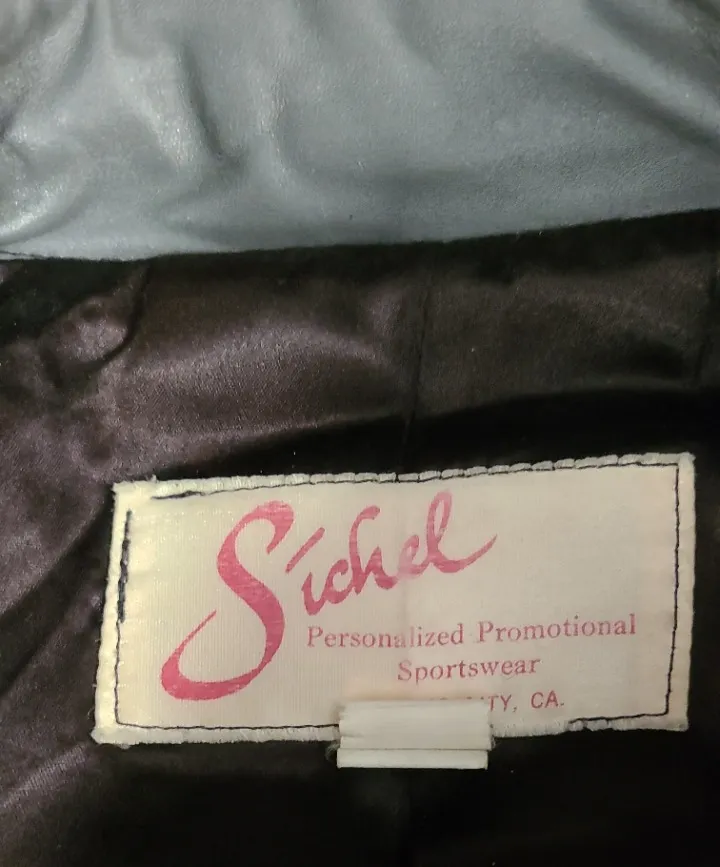 Sichel
Personalized Promotional
Sportswear
CA.